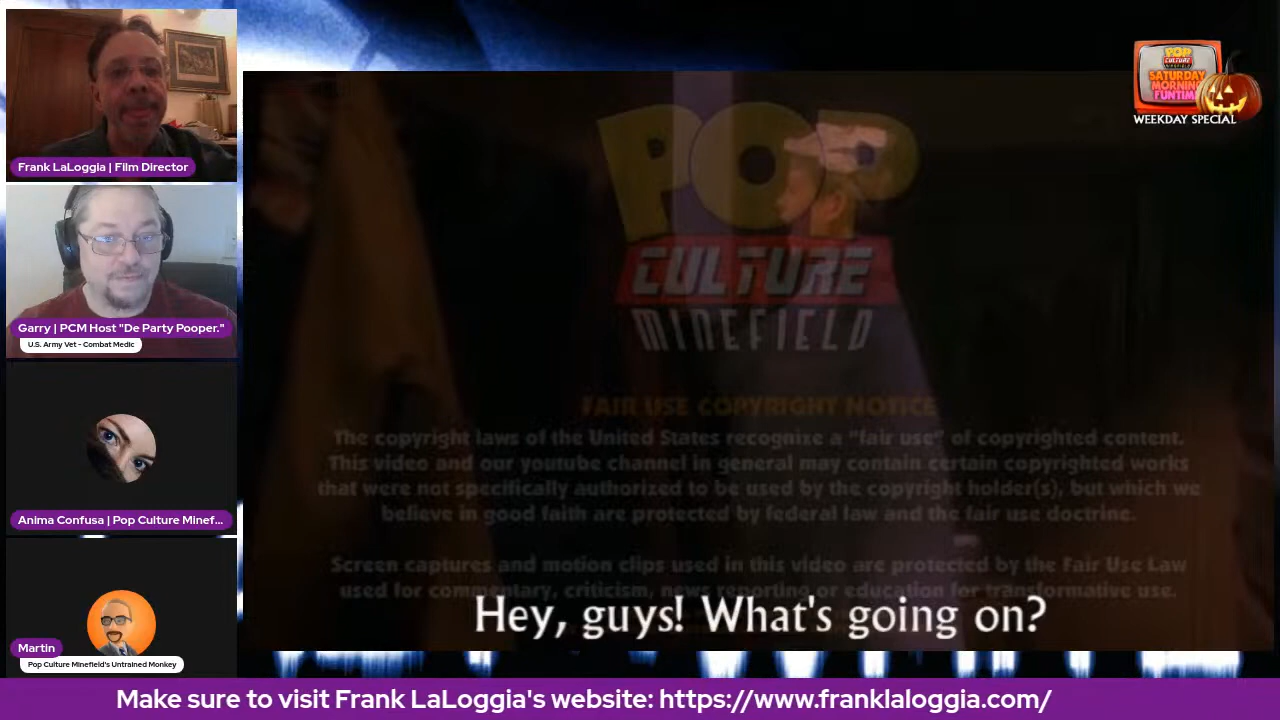 Frank LaLoggia | Film Director
Garry | PCM Host "De Party Pooper."
U.S. Army Vet - Combat Medic
Anima Confusa | Pop Culture Minef...
Martin
Pop Culture Minefield's Untrained Monkey
POP
CULTURE
MINEFIELD
SATURDAY
MORNING
FUNTIME
WEEKDAY SPECIAL
POP
CULTURE
MINEFIELD
FAIR USE COPYRIGHT NOTICE
The copyright laws of the United States recognize a "fair use" of copyrighted content.
This video and our youtube channel in general may contain certain copyrighted works
that were not specifically authorized to be used by the copyright holder(s), but which we
believe in good faith are protected by federal law and the fair use doctrine.
Screen captures and motion clips used in this video are protected by the Fair Use Law
used for commentary, criticism, news reporting or education for transformative use.
Hey, guys! What's going on?
Make sure to visit Frank LaLoggia's website: https://www.franklaloggia.com/